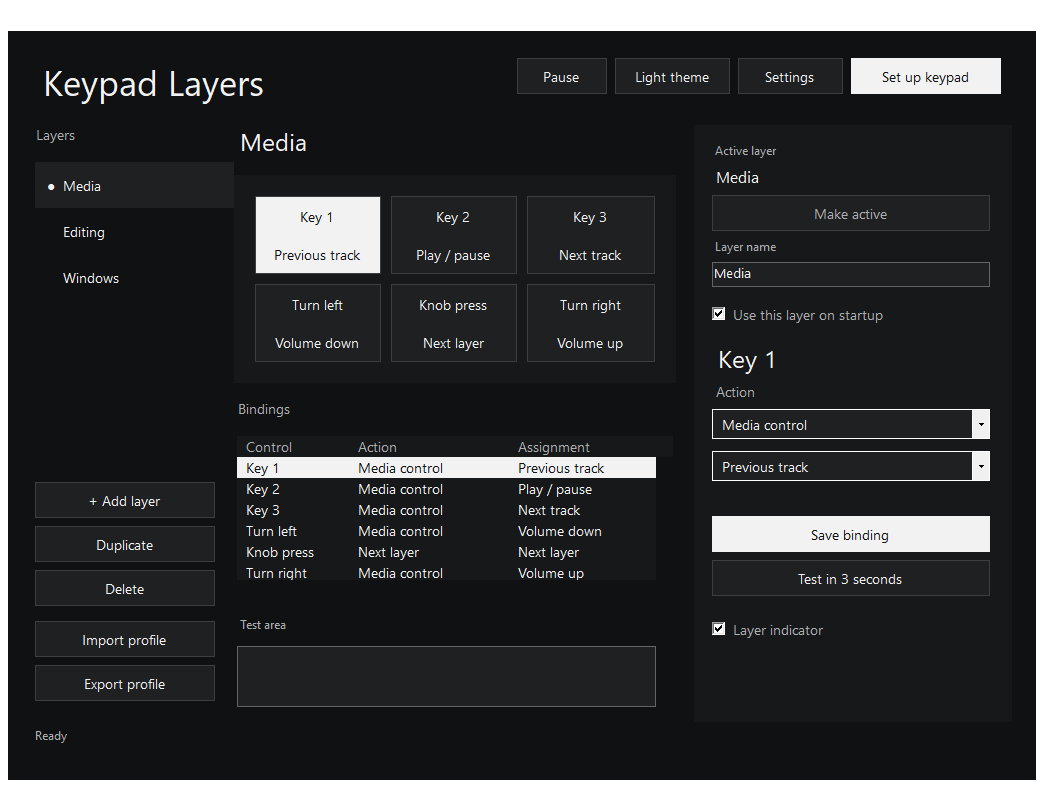 Keypad Layers
Pause
Light theme
Settings
Set up keypad
Layers
● Media
Editing
Windows
+ Add layer
Duplicate
Delete
Import profile
Export profile
Ready
Media
Key 1
Previous track
Key 2
Play / pause
Key 3
Next track
Turn left
Volume down
Knob press
Next layer
Turn right
Volume up
Bindings
Control Action Assignment
Key 1 Media control Previous track
Key 2 Media control Play / pause
Key 3 Media control Next track
Turn left Media control Volume down
Knob press Next layer Next layer
Turn right Media control Volume up
Test area
Active layer
Media
Make active
Layer name
Media
Use this layer on startup
Key 1
Action
Media control
Previous track
Save binding
Test in 3 seconds
Layer indicator